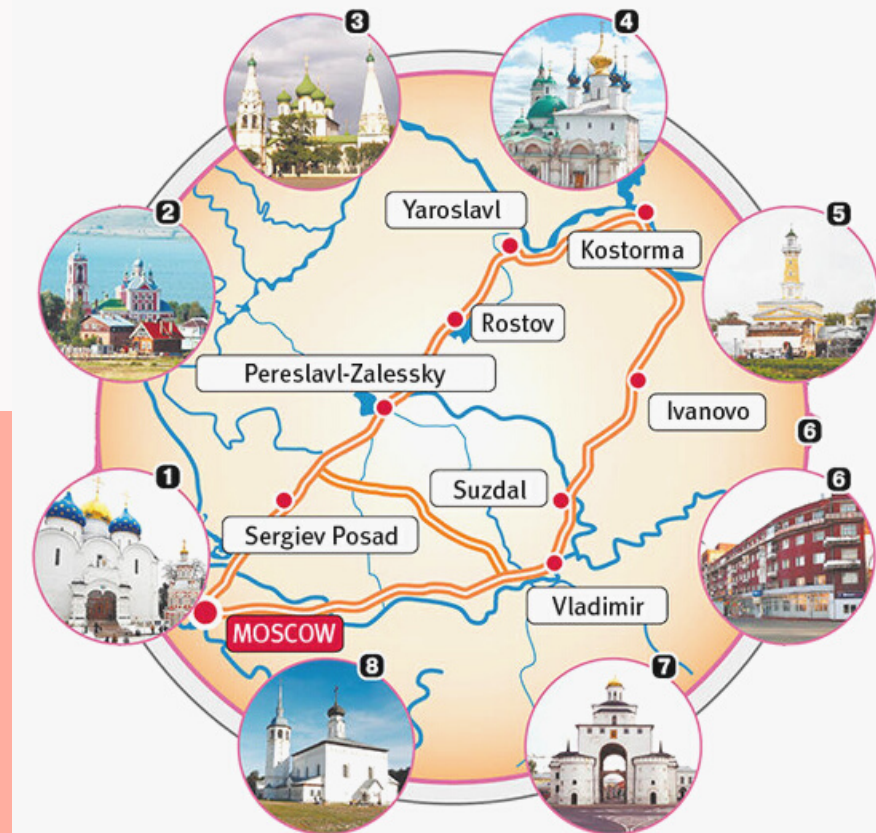 3
4
Yaroslavl
2
5
Kostorma
Rostov
Pereslavl-Zalessky
Ivanovo
6
1
Suzdal
6
Sergiev Posad
Vladimir
MOSCOW
8
7